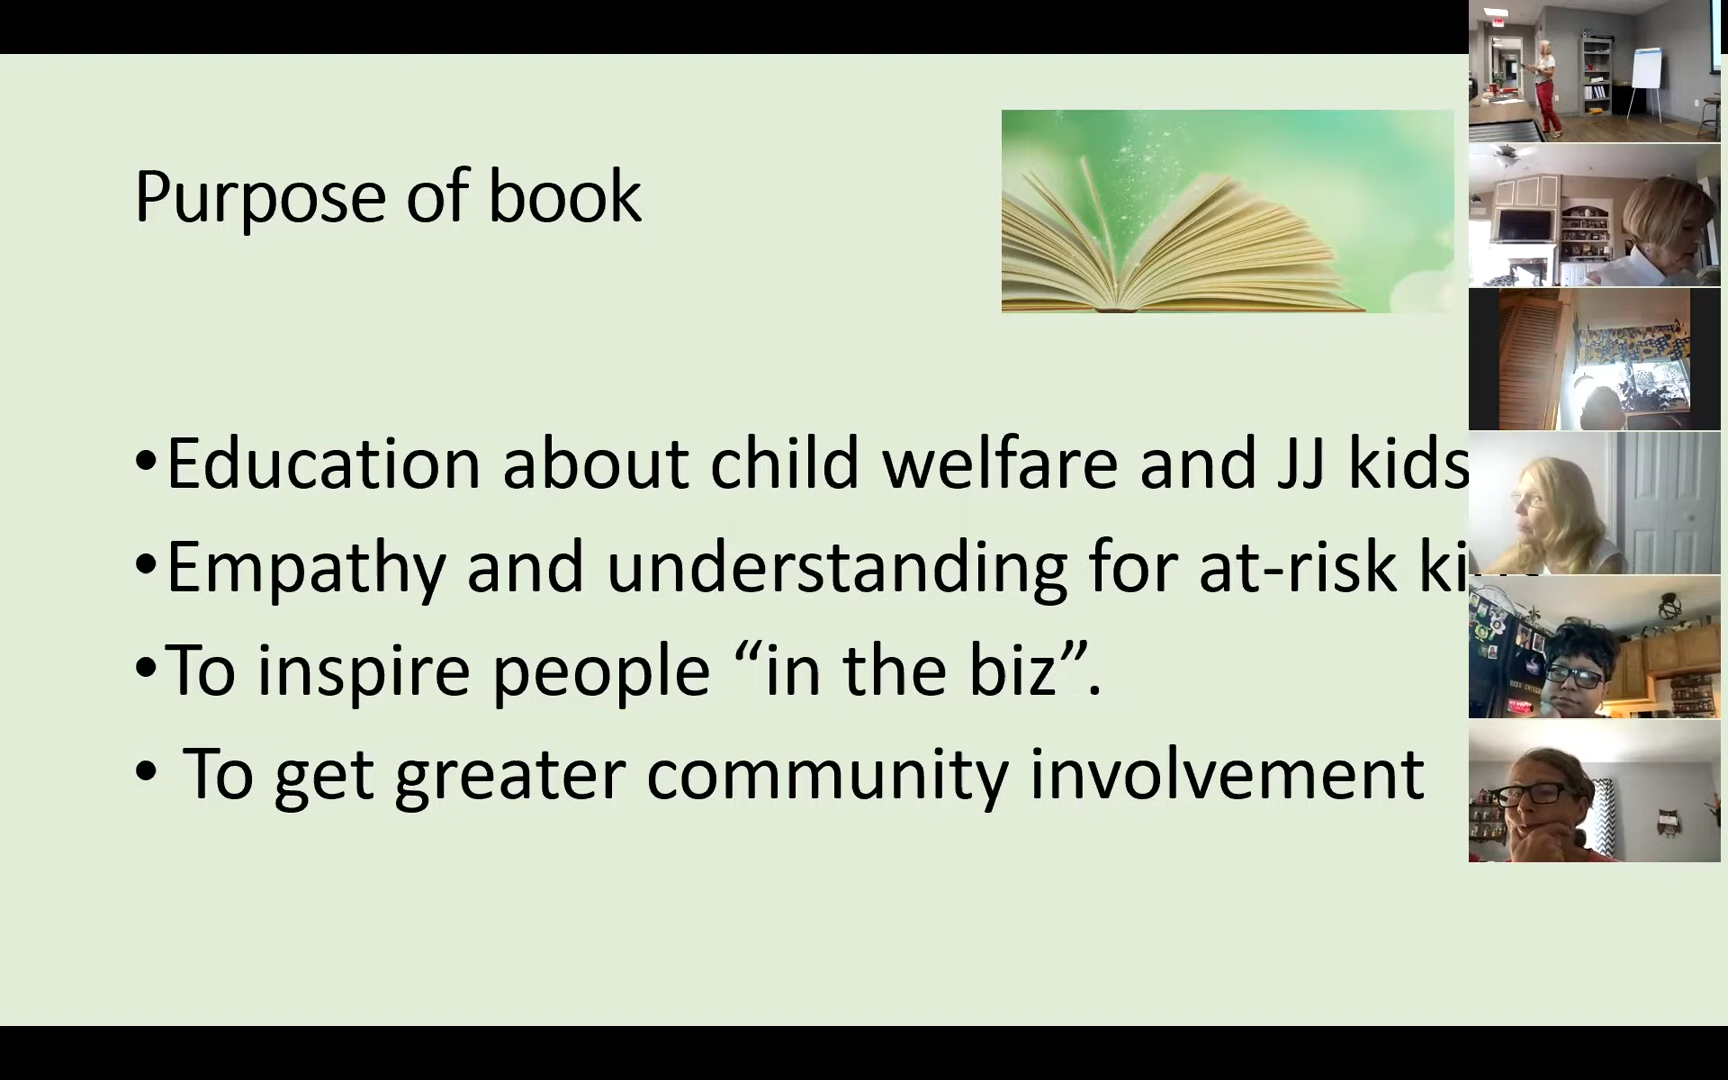 Purpose of book
•Education about child welfare and JJ kids
•Empathy and understanding for at-risk
•To inspire people “in the biz”.
• To get greater community involvement